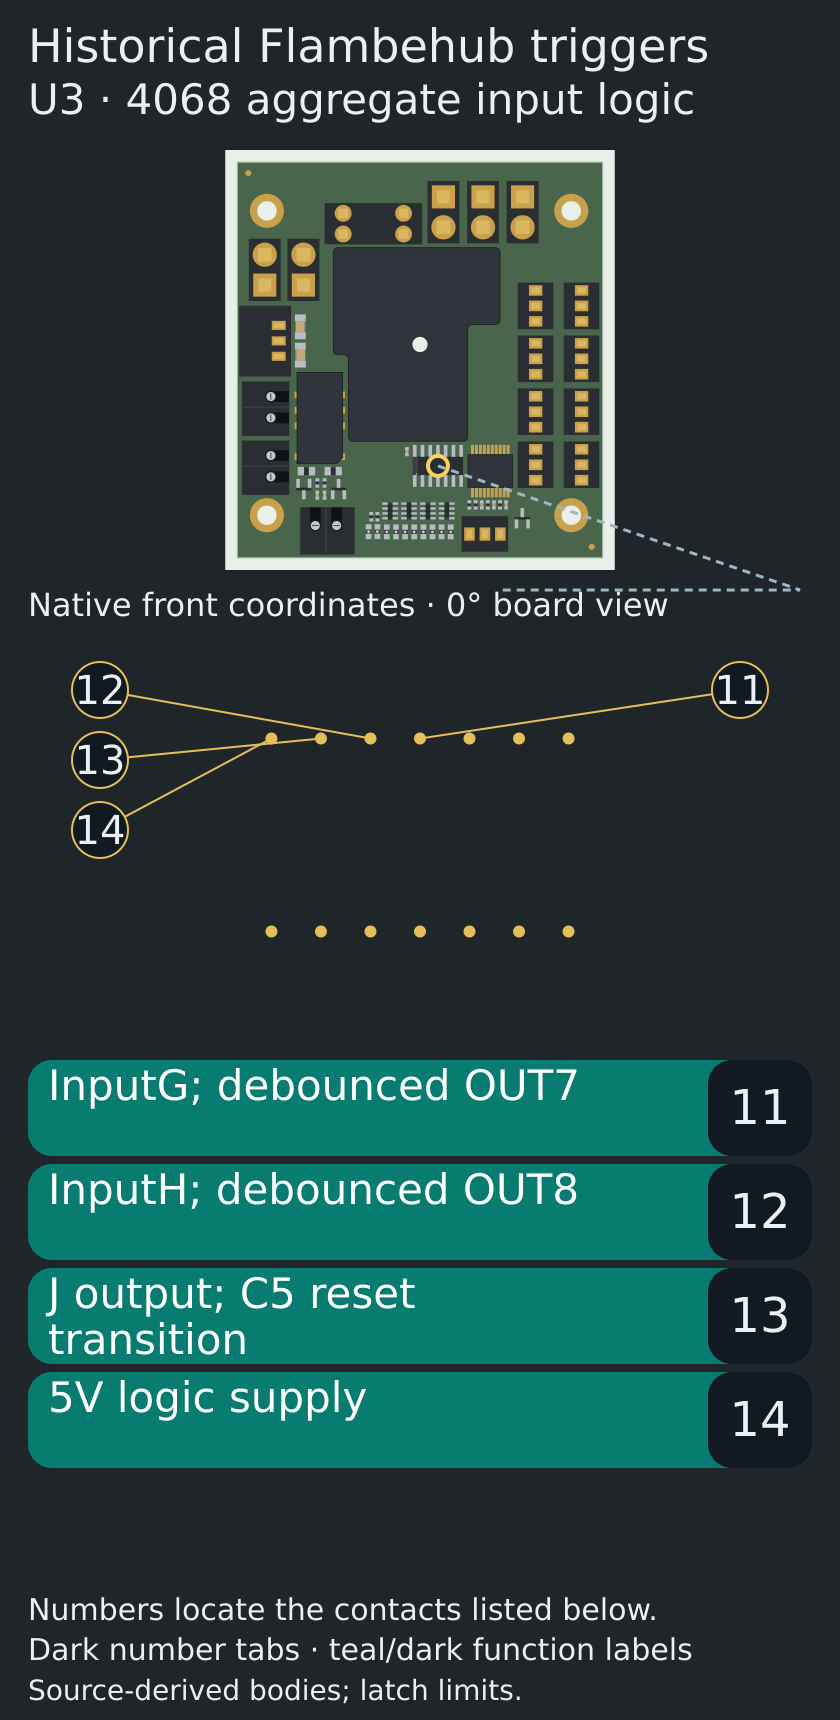 Historical Flambehub triggers
U3 · 4068 aggregate input logic
Native front coordinates · 0° board view
12
11
13
14
InputG; debounced OUT7
11
InputH; debounced OUT8
12
J output; C5 reset
transition
13
5V logic supply
14
Numbers locate the contacts listed below.
Dark number tabs · teal/dark function labels
Source-derived bodies; latch limits.